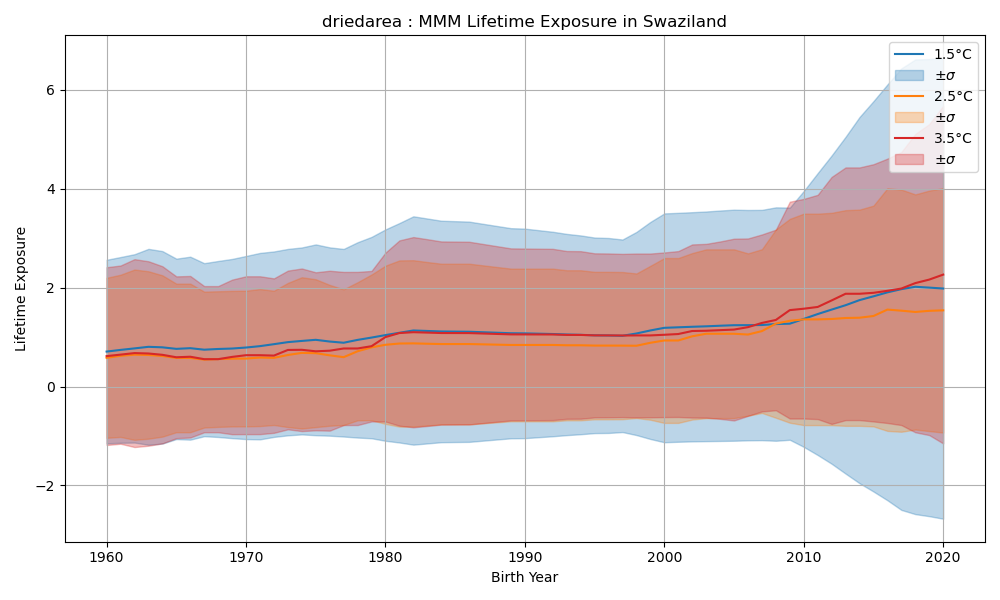 driedarea : MMM Lifetime Exposure in Swaziland
1.5°C
±σ
2.5°C
±σ
3.5°C
±σ
Lifetime Exposure
6
4
2
0
−2
1960
1970
1980
1990
2000
2010
2020
Birth Year